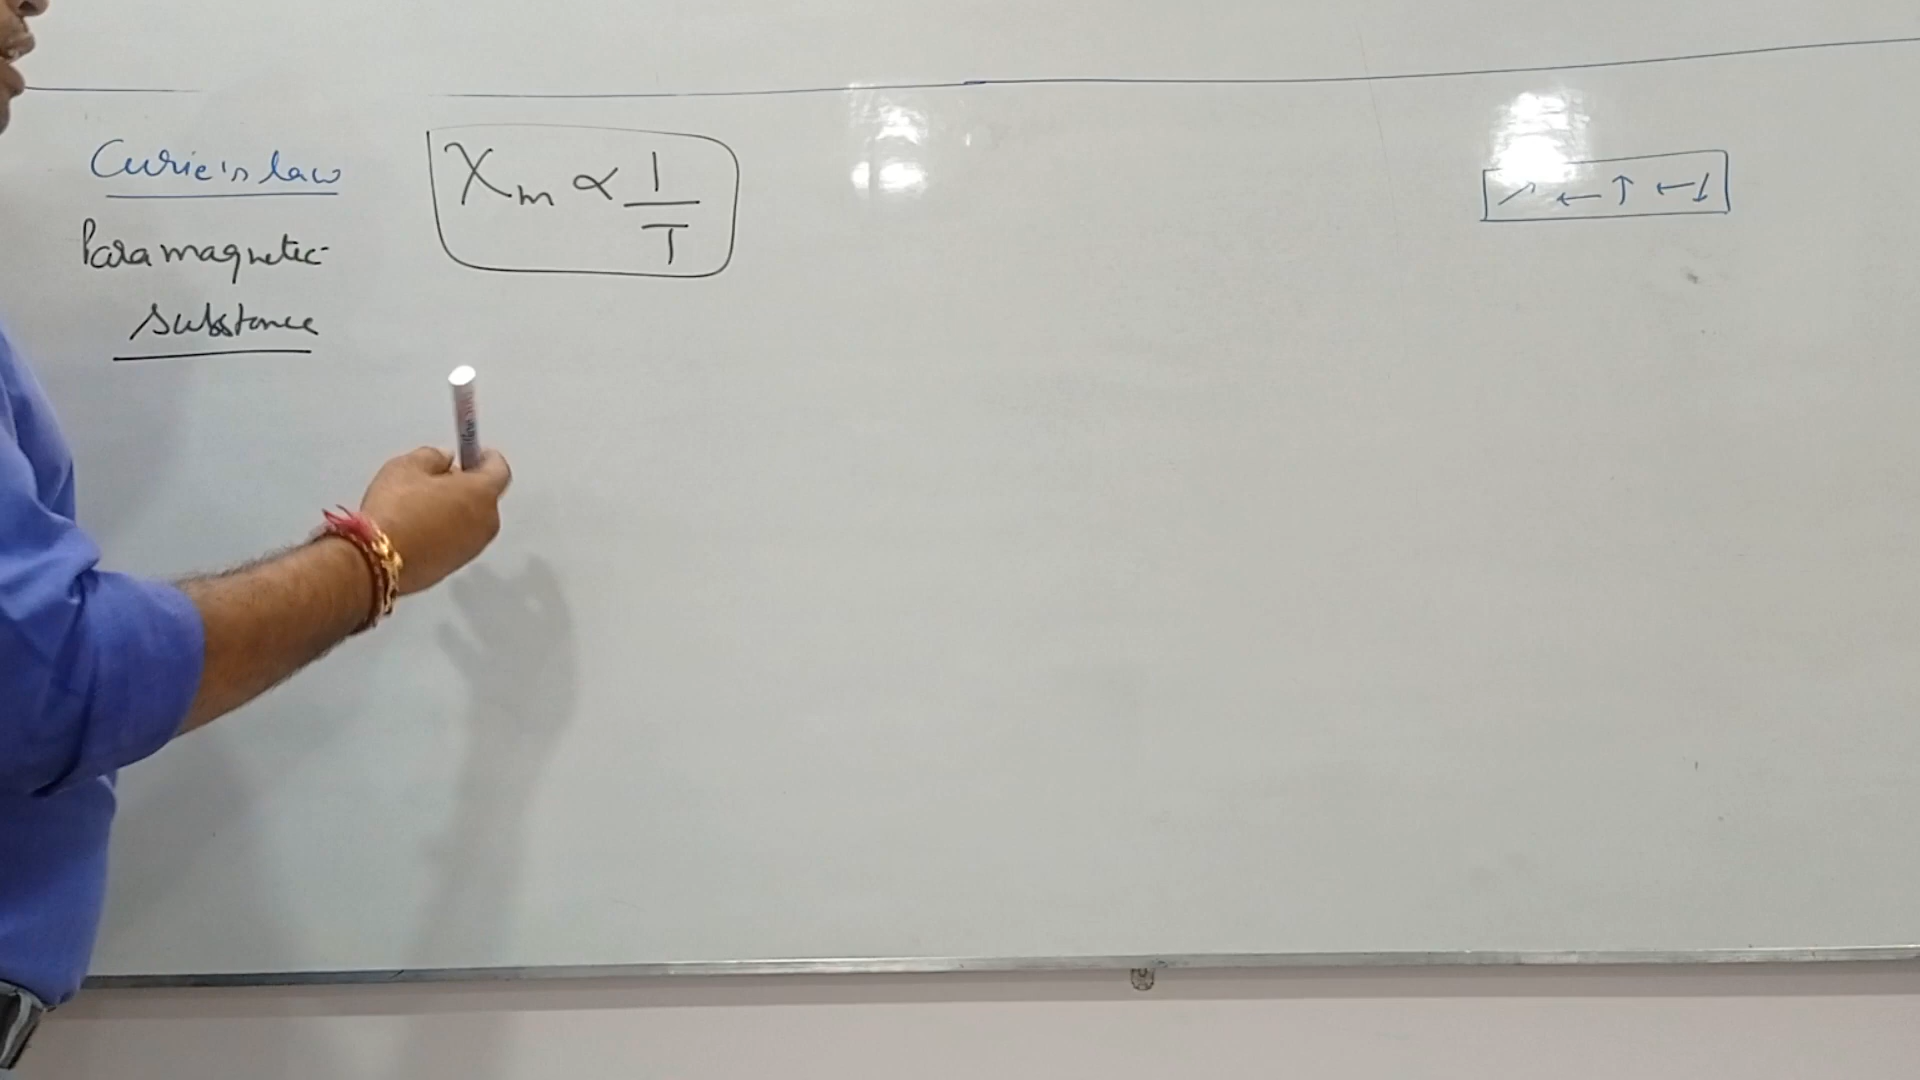 Curie's law
Paramagnetic
substance
χm ∝ 1/T